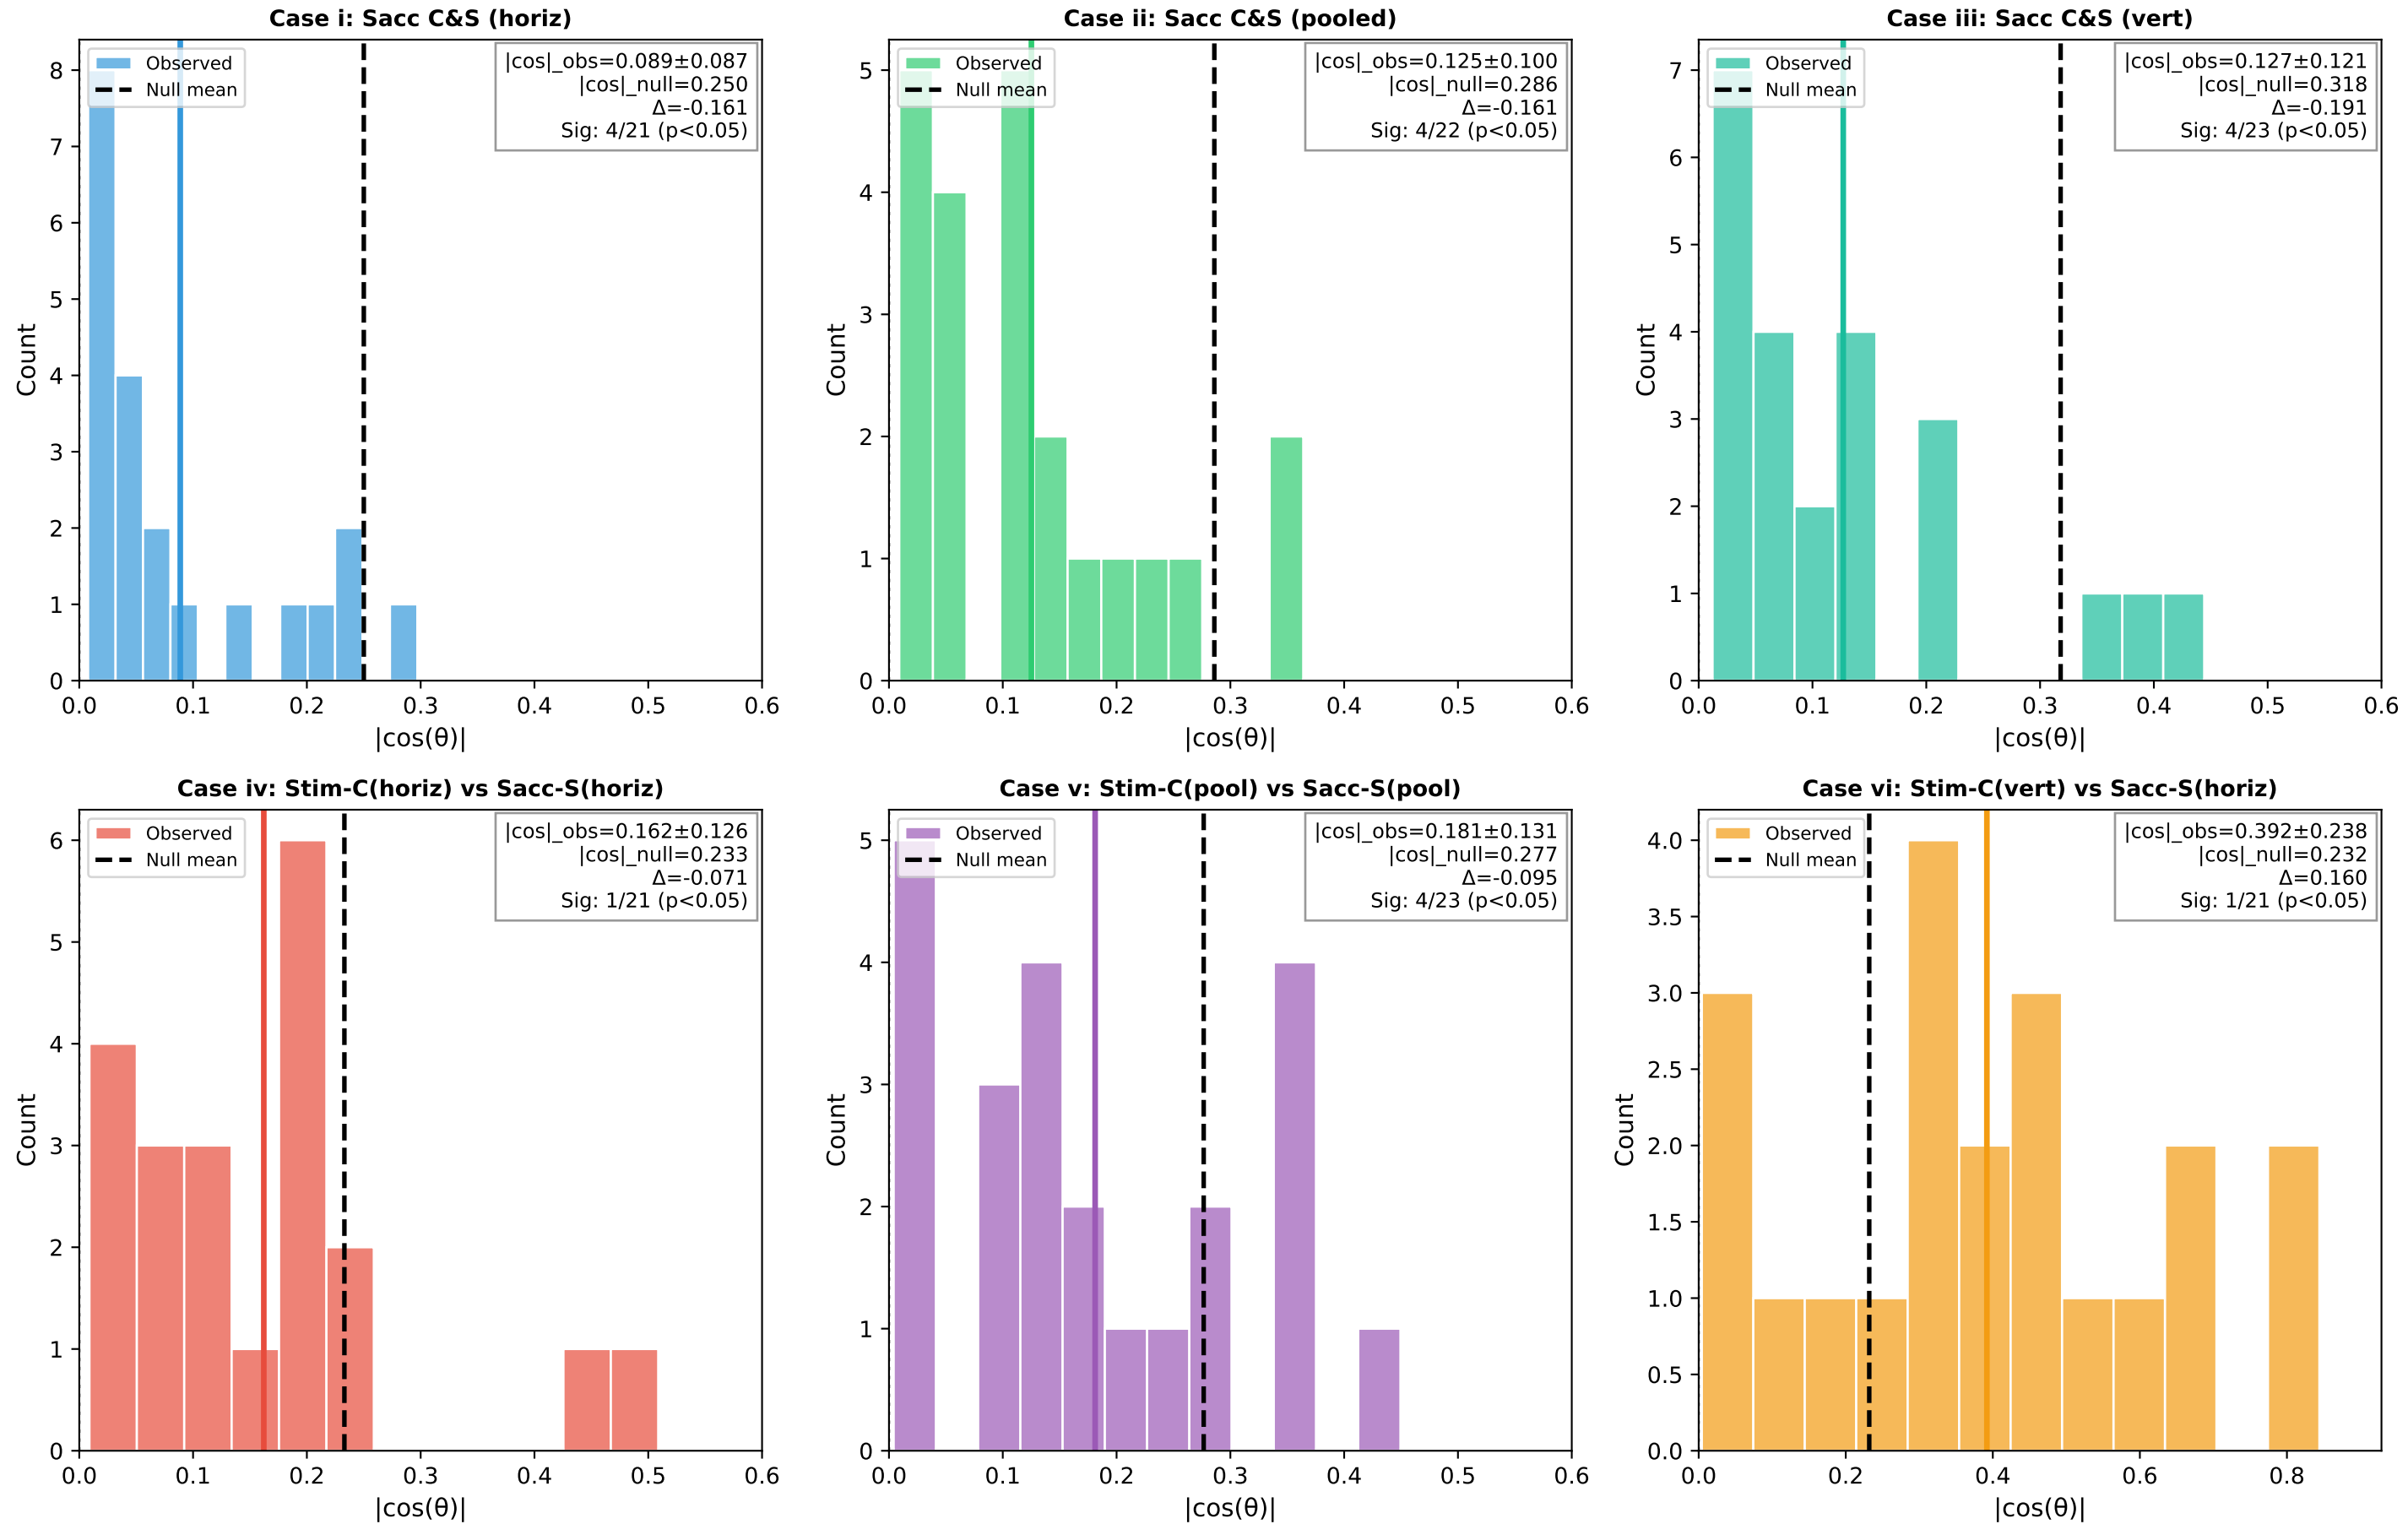 Case i: Sacc C&S (horiz)
Observed
Null mean
|cos|_obs=0.089±0.087
|cos|_null=0.250
Δ=-0.161
Sig: 4/21 (p<0.05)
8
7
6
5
4
3
2
1
0
Count
0.0 0.1 0.2 0.3 0.4 0.5 0.6
|cos(θ)|
Case ii: Sacc C&S (pooled)
Observed
Null mean
|cos|_obs=0.125±0.100
|cos|_null=0.286
Δ=-0.161
Sig: 4/22 (p<0.05)
5
4
3
2
1
0
Count
0.0 0.1 0.2 0.3 0.4 0.5 0.6
|cos(θ)|
Case iii: Sacc C&S (vert)
Observed
Null mean
|cos|_obs=0.127±0.121
|cos|_null=0.318
Δ=-0.191
Sig: 4/23 (p<0.05)
7
6
5
4
3
2
1
0
Count
0.0 0.1 0.2 0.3 0.4 0.5 0.6
|cos(θ)|
Case iv: Stim-C(horiz) vs Sacc-S(horiz)
Observed
Null mean
|cos|_obs=0.162±0.126
|cos|_null=0.233
Δ=-0.071
Sig: 1/21 (p<0.05)
6
5
4
3
2
1
0
Count
0.0 0.1 0.2 0.3 0.4 0.5 0.6
|cos(θ)|
Case v: Stim-C(pool) vs Sacc-S(pool)
Observed
Null mean
|cos|_obs=0.181±0.131
|cos|_null=0.277
Δ=-0.095
Sig: 4/23 (p<0.05)
5
4
3
2
1
0
Count
0.0 0.1 0.2 0.3 0.4 0.5 0.6
|cos(θ)|
Case vi: Stim-C(vert) vs Sacc-S(horiz)
Observed
Null mean
|cos|_obs=0.392±0.238
|cos|_null=0.232
Δ=0.160
Sig: 1/21 (p<0.05)
4.0
3.5
3.0
2.5
2.0
1.5
1.0
0.5
0.0
Count
0.0 0.2 0.4 0.6 0.8
|cos(θ)|